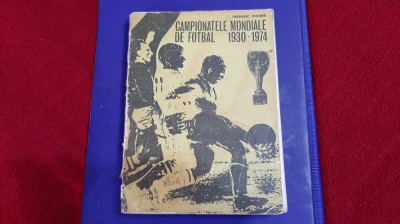 CAMPIONATELE MONDIALE
DE FOTBAL 1930 - 1974